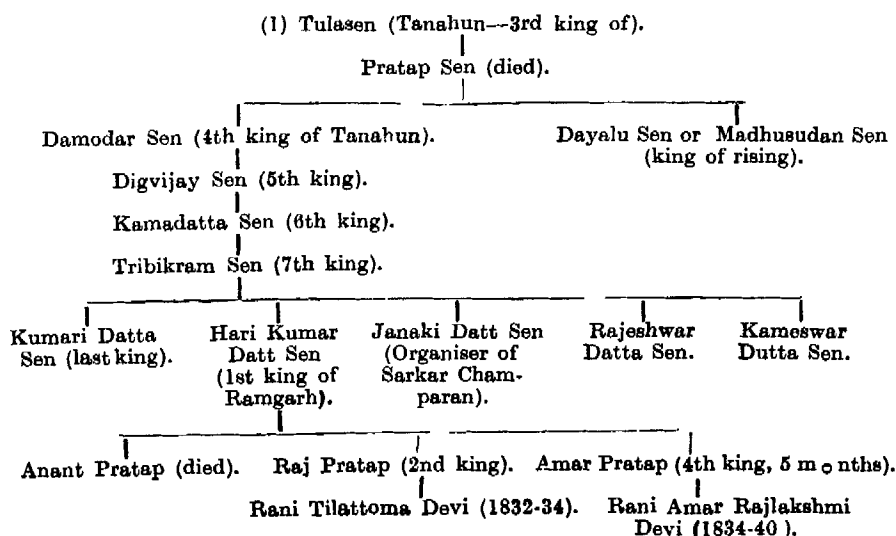 (1) Tulasen (Tanahun—3rd king of).
Pratap Sen (died).
Damodar Sen (4th king of Tanahun).
Dayalu Sen or Madhusudan Sen
(king of rising).
Digvijay Sen (5th king).
Kamadatta Sen (6th king).
Tribikram Sen (7th king).
Kumari Datta
Sen (last king).
Hari Kumar
Datt Sen
(1st king of
Ramgarh).
Janaki Datt Sen
(Organiser of
Sarkar Cham-
paran).
Rajeshwar
Datta Sen.
Kameswar
Dutta Sen.
Anant Pratap (died).
Raj Pratap (2nd king).
Amar Pratap (4th king, 5 months).
Rani Tilattoma Devi (1832-34).
Rani Amar Rajlakshmi
Devi (1834-40).